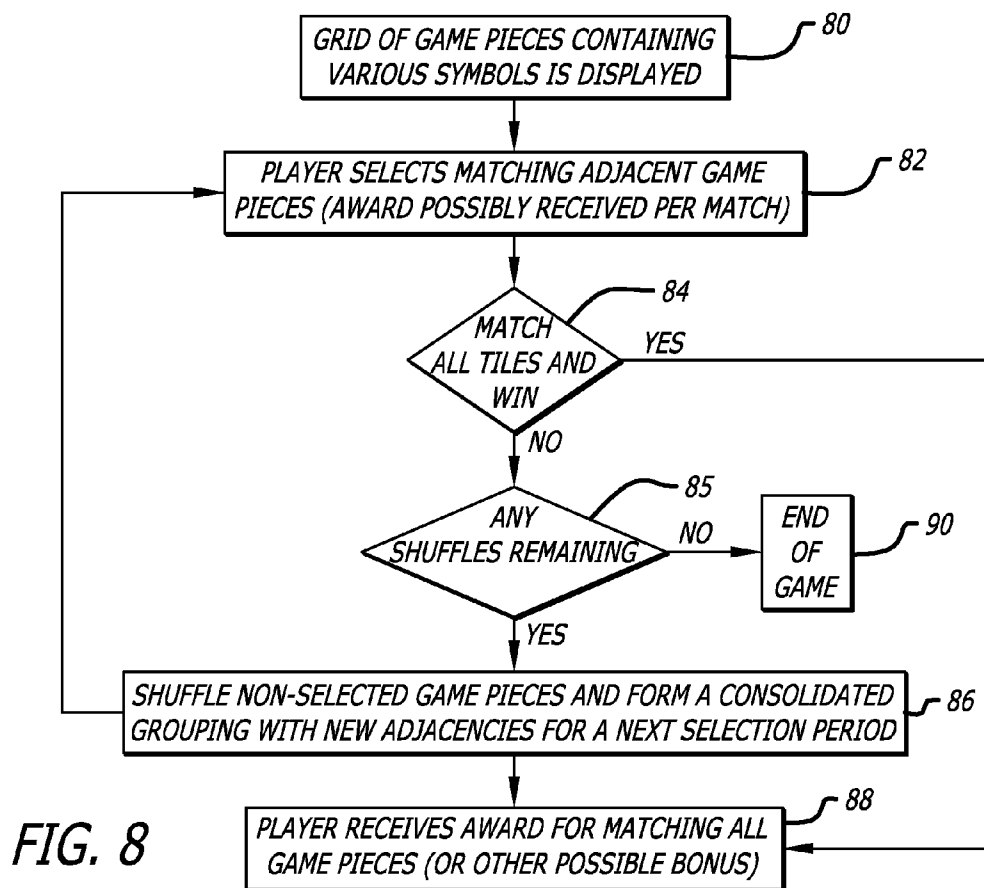 GRID OF GAME PIECES CONTAINING
VARIOUS SYMBOLS IS DISPLAYED
80
PLAYER SELECTS MATCHING ADJACENT GAME
PIECES (AWARD POSSIBLY RECEIVED PER MATCH)
82
MATCH
ALL TILES AND
WIN
84
YES
NO
ANY
SHUFFLES REMAINING
85
NO
END
OF
GAME
90
YES
SHUFFLE NON-SELECTED GAME PIECES AND FORM A CONSOLIDATED
GROUPING WITH NEW ADJACENCIES FOR A NEXT SELECTION PERIOD
86
PLAYER RECEIVES AWARD FOR MATCHING ALL
GAME PIECES (OR OTHER POSSIBLE BONUS)
88
FIG. 8